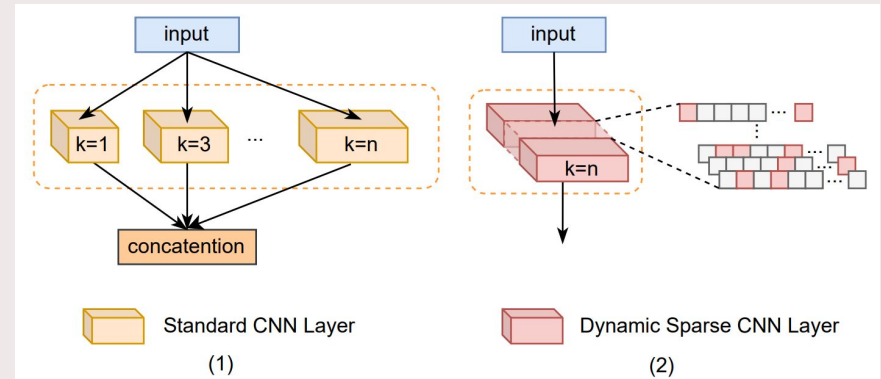 input
k=1
k=3
...
k=n
concatention
Standard CNN Layer
(1)
input
k=n
...
...
...
...
...
Dynamic Sparse CNN Layer
(2)